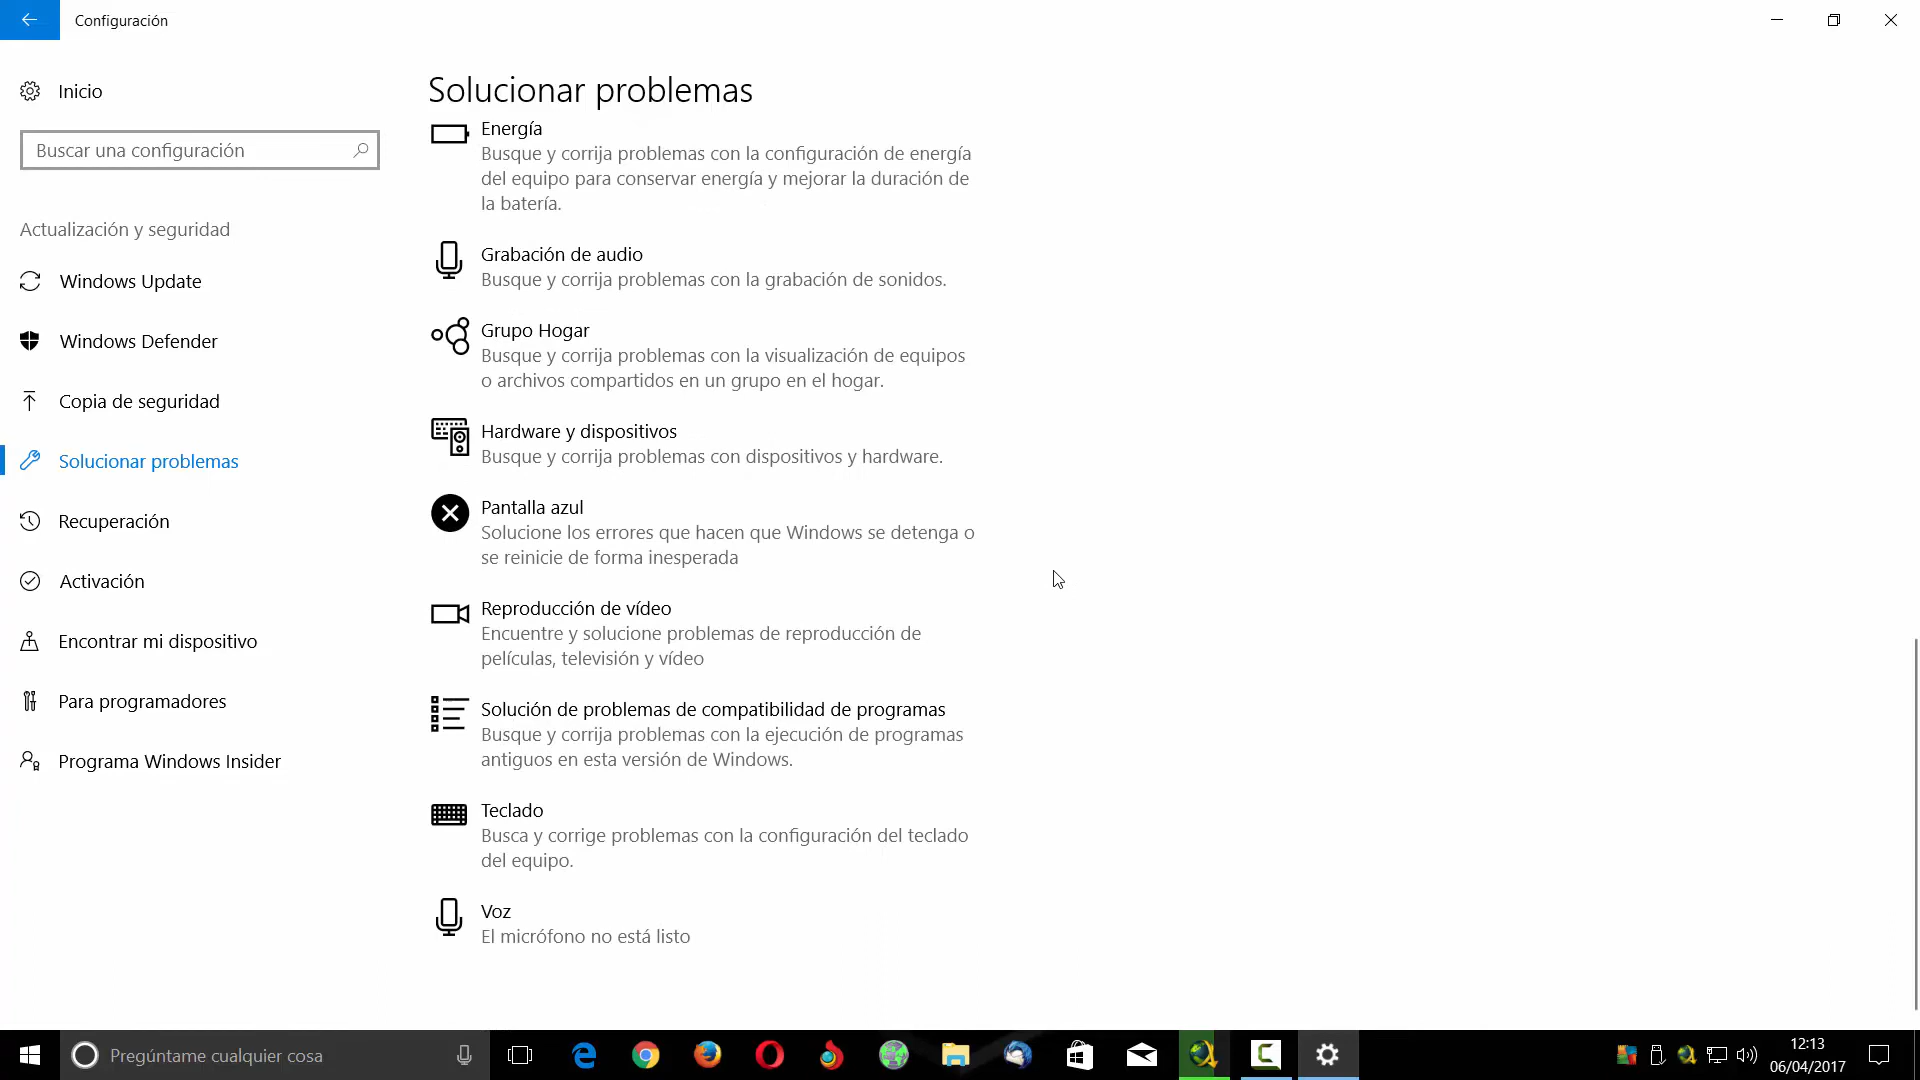 Configuración
Inicio
Buscar una configuración
Actualización y seguridad
Windows Update
Windows Defender
Copia de seguridad
Solucionar problemas
Recuperación
Activación
Encontrar mi dispositivo
Para programadores
Programa Windows Insider
Solucionar problemas
Energía
Busque y corrija problemas con la configuración de energía
del equipo para conservar energía y mejorar la duración de
la batería.
Grabación de audio
Busque y corrija problemas con la grabación de sonidos.
Grupo Hogar
Busque y corrija problemas con la visualización de equipos
o archivos compartidos en un grupo en el hogar.
Hardware y dispositivos
Busque y corrija problemas con dispositivos y hardware.
Pantalla azul
Solucione los errores que hacen que Windows se detenga o
se reinicie de forma inesperada
Reproducción de vídeo
Encuentre y solucione problemas de reproducción de
películas, televisión y vídeo
Solución de problemas de compatibilidad de programas
Busque y corrija problemas con la ejecución de programas
antiguos en esta versión de Windows.
Teclado
Busca y corrige problemas con la configuración del teclado
del equipo.
Voz
El micrófono no está listo
Pregúntame cualquier cosa
12:13
06/04/2017